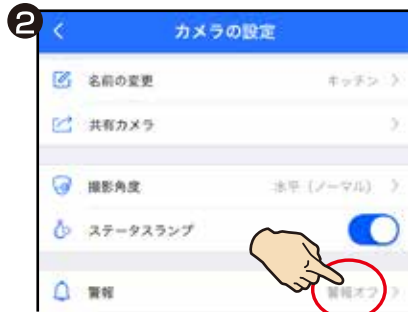 2
カメラの設定
名前の変更 キッチン
共有カメラ
撮影角度 水平（ノーマル）
ステータスランプ
警報 警報オフ